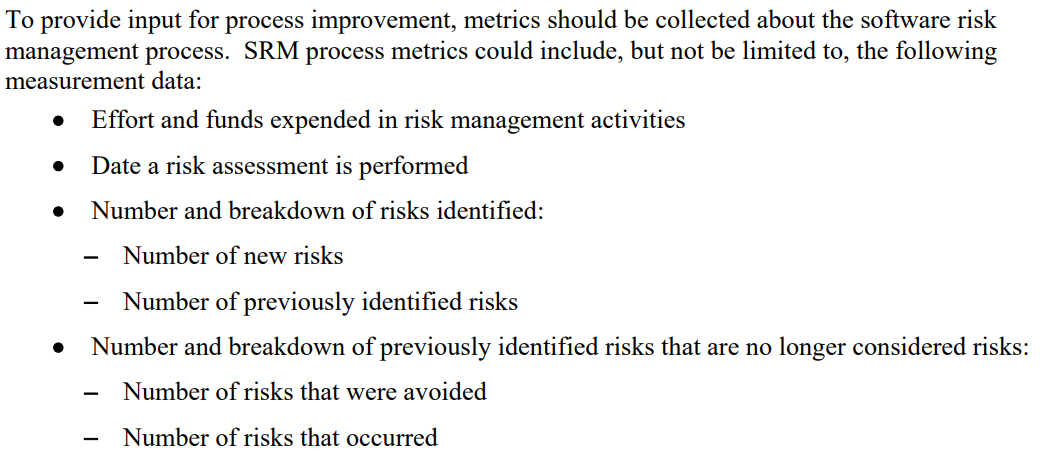 To provide input for process improvement, metrics should be collected about the software risk
management process.  SRM process metrics could include, but not be limited to, the following
measurement data:
• Effort and funds expended in risk management activities
• Date a risk assessment is performed
• Number and breakdown of risks identified:
– Number of new risks
– Number of previously identified risks
• Number and breakdown of previously identified risks that are no longer considered risks:
– Number of risks that were avoided
– Number of risks that occurred